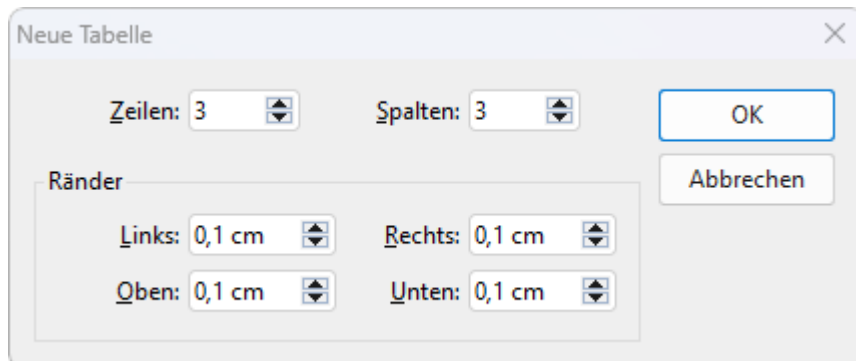 Neue Tabelle
Zeilen: 3 Spalten: 3 OK
Abbrechen
Ränder
Links: 0,1 cm Rechts: 0,1 cm
Oben: 0,1 cm Unten: 0,1 cm